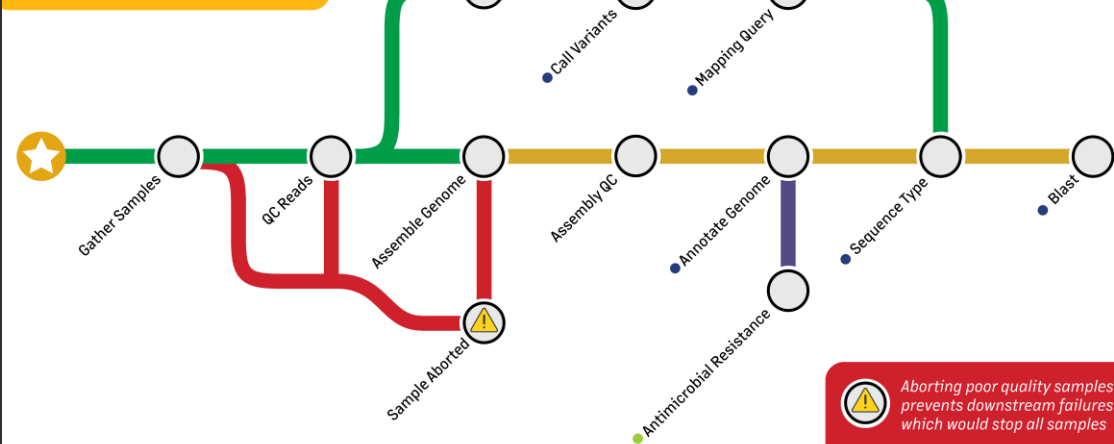 Call Variants
Mapping Query
Gather Samples
QC Reads
Assemble Genome
Assembly QC
Annotate Genome
Sequence Type
Blast
Sample Aborted
Antimicrobial Resistance
Aborting poor quality samples
prevents downstream failures
which would stop all samples